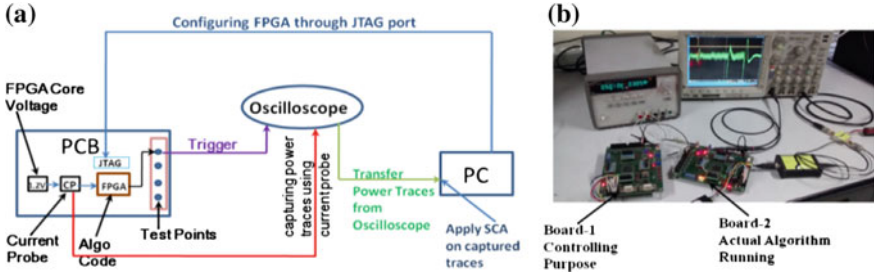 (a)
Configuring FPGA through JTAG port
FPGA Core
Voltage
PCB
JTAG
1.2V
CP
FPGA
Current
Probe
Algo
Code
Test Points
Trigger
Oscilloscope
capturing power
traces using
current probe
Transfer
Power Traces
from
Oscilloscope
PC
Apply SCA
on captured
traces
(b)
Board-1
Controlling
Purpose
Board-2
Actual Algorithm
Running